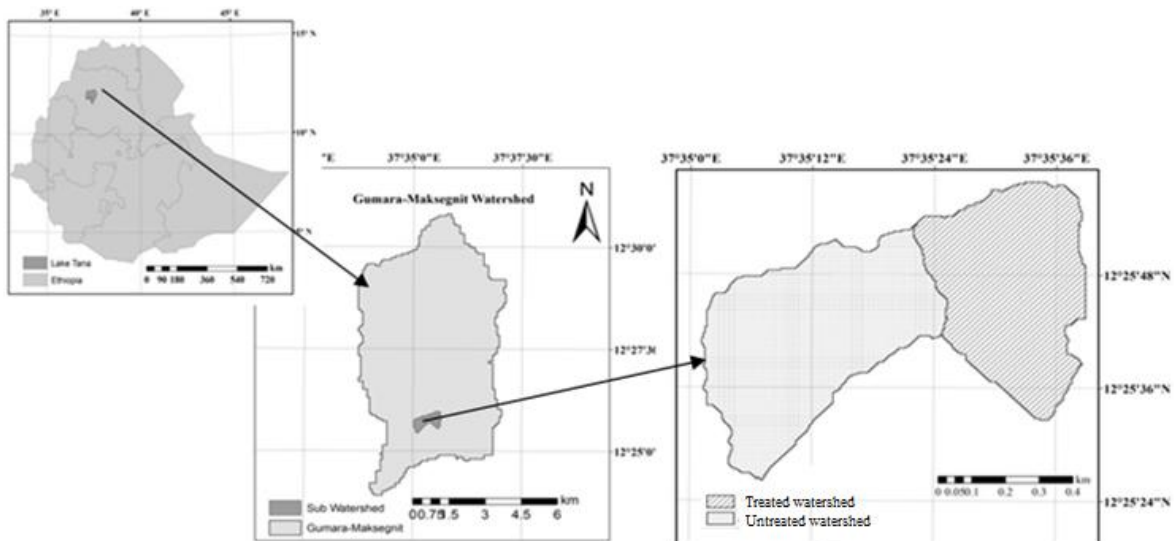 35° E 40° E 45° E
15° N
10° N
° N
Lake Tana
Ethiopia
km
0 90 180 360 540 720
°E 37°35'0"E 37°37'30"E
Gumara-Maksegnit Watershed
N
12°30'0"
12°27'30
12°25'0
Sub Watershed
Gumara-Maksegnit
km
0 0.75 1.5 3 4.5 6
37°35'0"E 37°35'12"E 37°35'24"E 37°35'36"E
12°25'48"N
12°25'36"N
12°25'24"N
km
0 0.05 0.1 0.2 0.3 0.4
Treated watershed
Untreated watershed